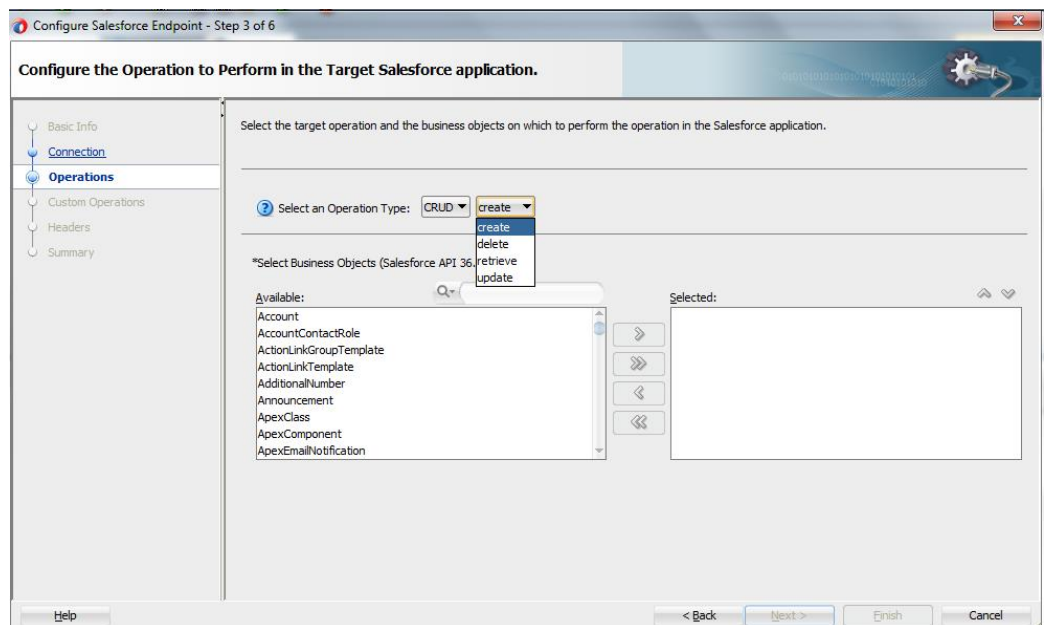 Configure Salesforce Endpoint - Step 3 of 6
Configure the Operation to Perform in the Target Salesforce application.
Basic Info
Connection
Operations
Custom Operations
Headers
Summary
Select the target operation and the business objects on which to perform the operation in the Salesforce application.
Select an Operation Type: CRUD create
create
delete
retrieve
update
*Select Business Objects (Salesforce API 36.
Available:
Selected:
Account
AccountContactRole
ActionLinkGroupTemplate
ActionLinkTemplate
AdditionalNumber
Announcement
ApexClass
ApexComponent
ApexEmailNotification
Help
< Back
Next >
Finish
Cancel